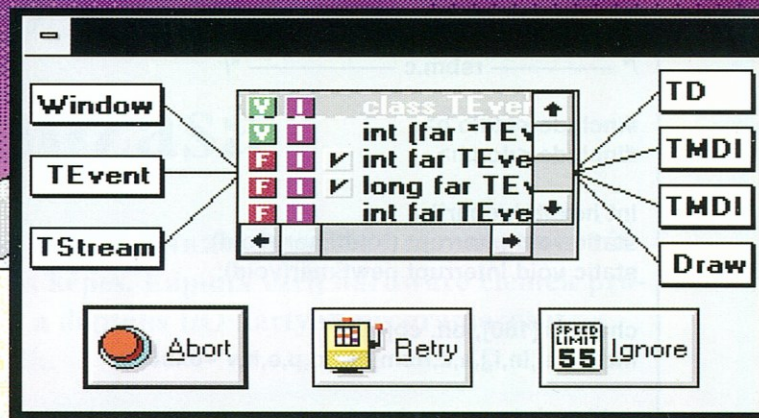 Window
TEvent
TStream
V I class TEver
V I int (far *TEv
F I int far TEve
F I long far TEv
F I int far TEve
TD
TMDI
TMDI
Draw
Abort
Retry
SPEED LIMIT 55
Ignore